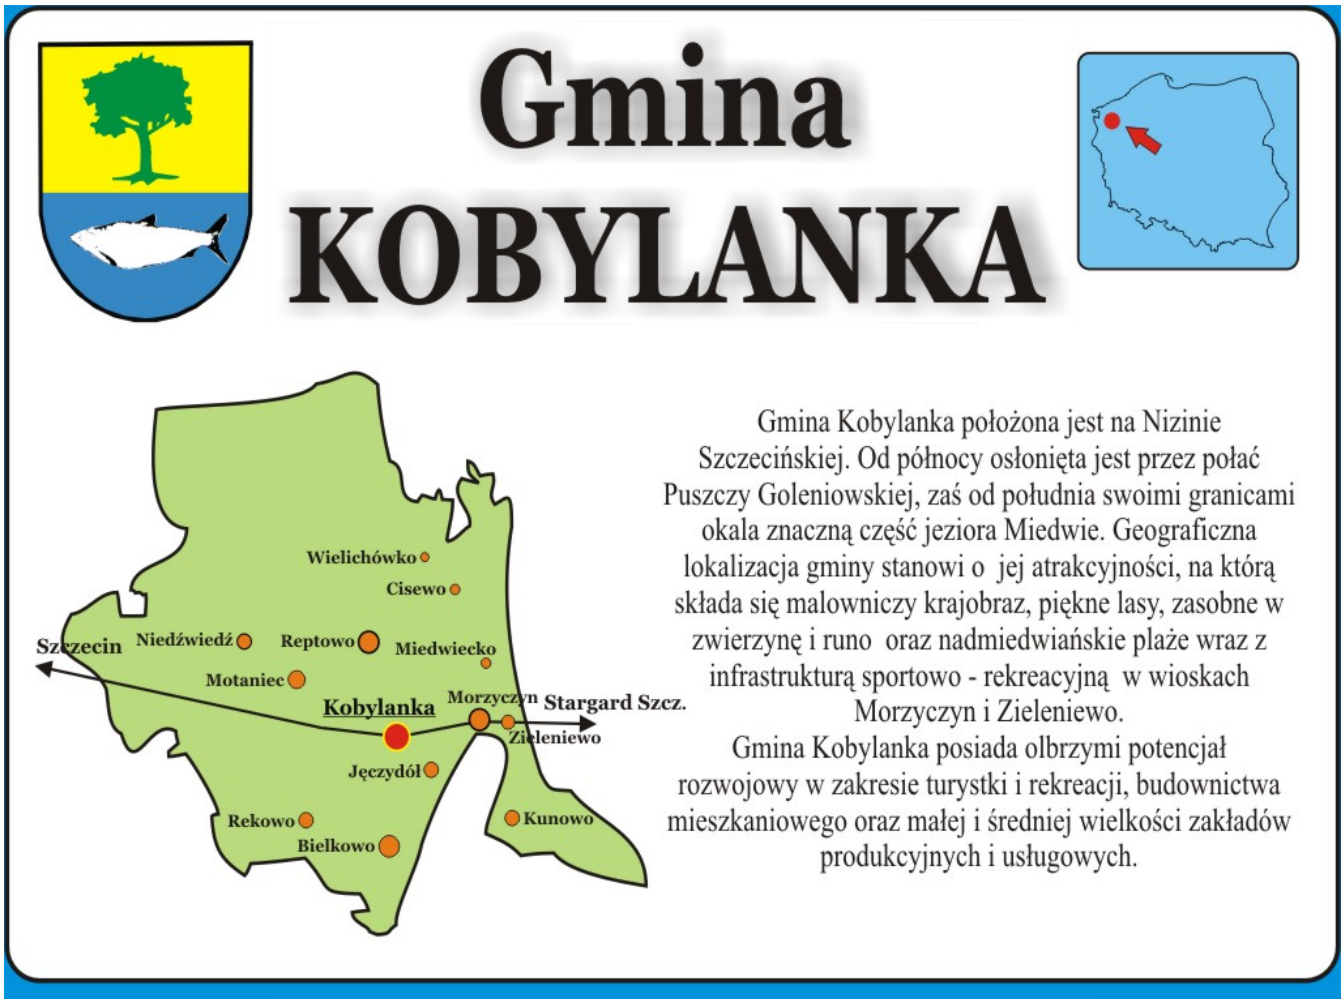 Gmina
KOBYLANKA
Wielichówko
Cisewo
Szczecin
Niedźwiedź
Reptowo
Miedwiecko
Motaniec
Kobylanka
Morzyczyn
Stargard Szcz.
Zieleniewo
Jęczydół
Rekowo
Kunowo
Bielkowo
Gmina Kobylanka położona jest na Nizinie
Szczecińskiej. Od północy osłonięta jest przez połać
Puszczy Goleniowskiej, zaś od południa swoimi granicami
okala znaczną część jeziora Miedwie. Geograficzna
lokalizacja gminy stanowi o jej atrakcyjności, na którą
składa się malowniczy krajobraz, piękne lasy, zasobne w
zwierzynę i runo oraz nadmiedwiańskie plaże wraz z
infrastrukturą sportowo - rekreacyjną w wioskach
Morzyczyn i Zieleniewo.
Gmina Kobylanka posiada olbrzymi potencjał
rozwojowy w zakresie turystki i rekreacji, budownictwa
mieszkaniowego oraz małej i średniej wielkości zakładów
produkcyjnych i usługowych.